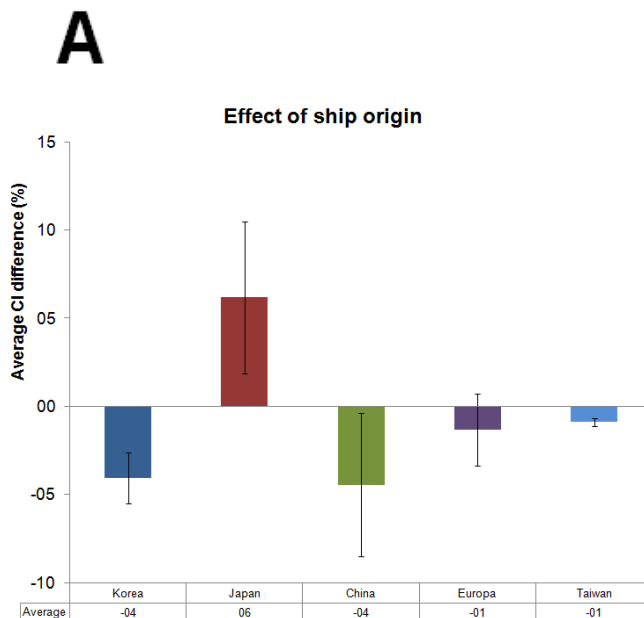 A
Effect of ship origin
Average CI difference (%)
15
10
05
00
-05
-10
Korea Japan China Europa Taiwan
Average -04 06 -04 -01 -01